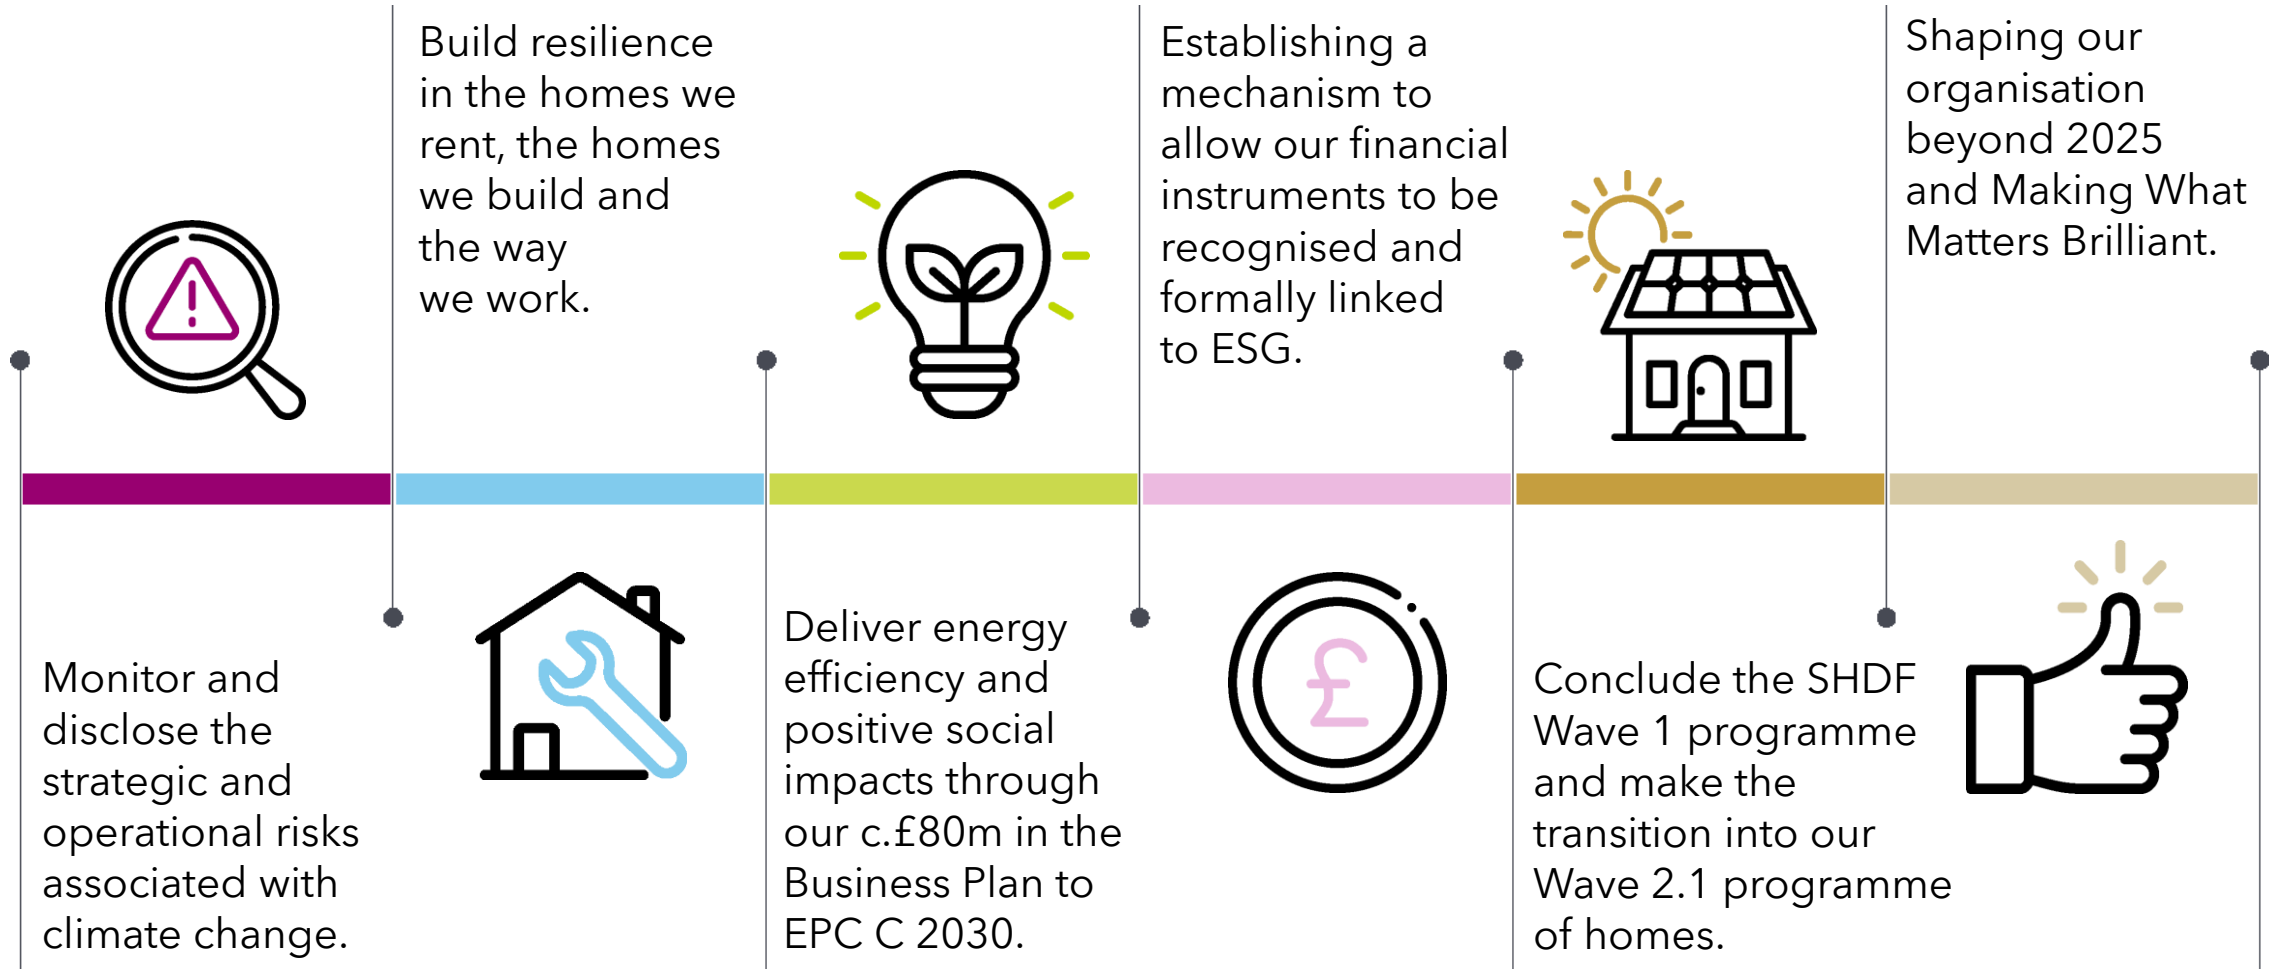 Monitor and
disclose the
strategic and
operational risks
associated with
climate change.
Build resilience
in the homes we
rent, the homes
we build and
the way
we work.
Deliver energy
efficiency and
positive social
impacts through
our c.£80m in the
Business Plan to
EPC C 2030.
Establishing a
mechanism to
allow our financial
instruments to be
recognised and
formally linked
to ESG.
£
Conclude the SHDF
Wave 1 programme
and make the
transition into our
Wave 2.1 programme
of homes.
Shaping our
organisation
beyond 2025
and Making What
Matters Brilliant.